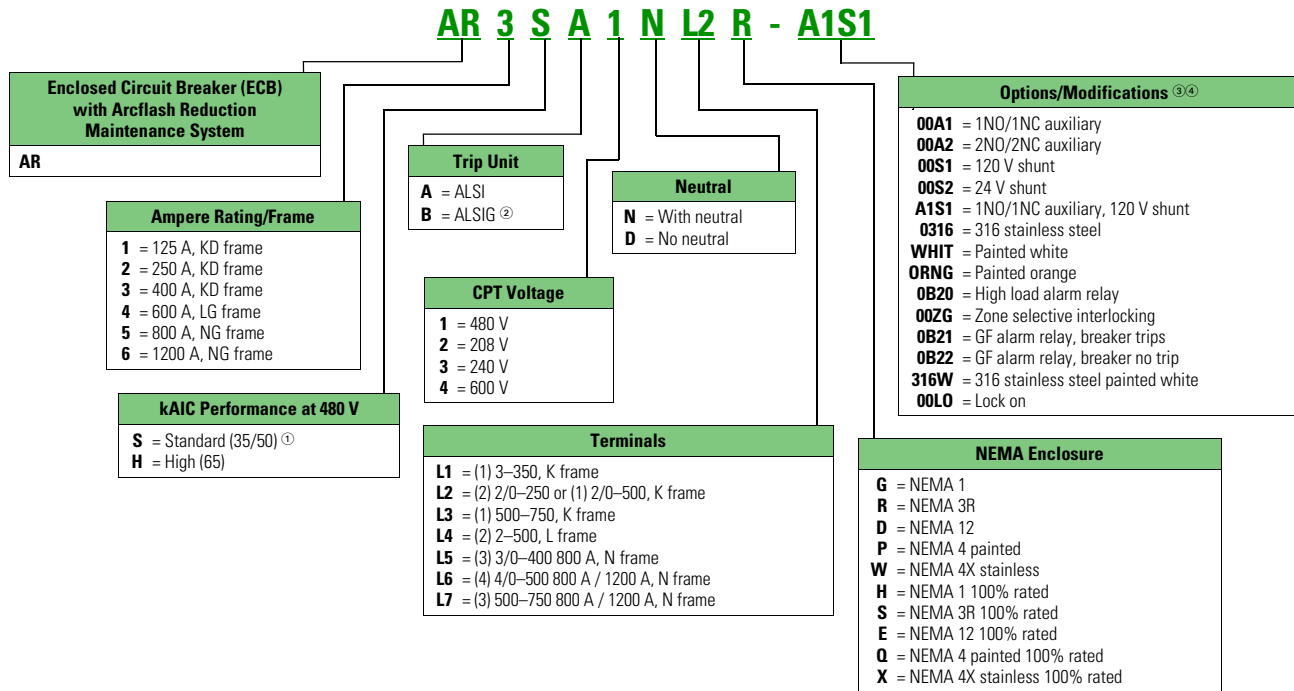 AR 3 S A 1 N L2 R - A1S1
Enclosed Circuit Breaker (ECB)
with Arcflash Reduction
Maintenance System
AR
Ampere Rating/Frame
1 = 125 A, KD frame
2 = 250 A, KD frame
3 = 400 A, KD frame
4 = 600 A, LG frame
5 = 800 A, NG frame
6 = 1200 A, NG frame
kAIC Performance at 480 V
S = Standard (35/50) ①
H = High (65)
Trip Unit
A = ALSI
B = ALSIG ②
CPT Voltage
1 = 480 V
2 = 208 V
3 = 240 V
4 = 600 V
Neutral
N = With neutral
D = No neutral
Terminals
L1 = (1) 3–350, K frame
L2 = (2) 2/0–250 or (1) 2/0–500, K frame
L3 = (1) 500–750, K frame
L4 = (2) 2–500, L frame
L5 = (3) 3/0–400 800 A, N frame
L6 = (4) 4/0–500 800 A / 1200 A, N frame
L7 = (3) 500–750 800 A / 1200 A, N frame
Options/Modifications ③④
00A1 = 1NO/1NC auxiliary
00A2 = 2NO/2NC auxiliary
00S1 = 120 V shunt
00S2 = 24 V shunt
A1S1 = 1NO/1NC auxiliary, 120 V shunt
0316 = 316 stainless steel
WHIT = Painted white
ORNG = Painted orange
0B20 = High load alarm relay
00ZG = Zone selective interlocking
0B21 = GF alarm relay, breaker trips
0B22 = GF alarm relay, breaker no trip
316W = 316 stainless steel painted white
00LO = Lock on
NEMA Enclosure
G = NEMA 1
R = NEMA 3R
D = NEMA 12
P = NEMA 4 painted
W = NEMA 4X stainless
H = NEMA 1 100% rated
S = NEMA 3R 100% rated
E = NEMA 12 100% rated
Q = NEMA 4 painted 100% rated
X = NEMA 4X stainless 100% rated